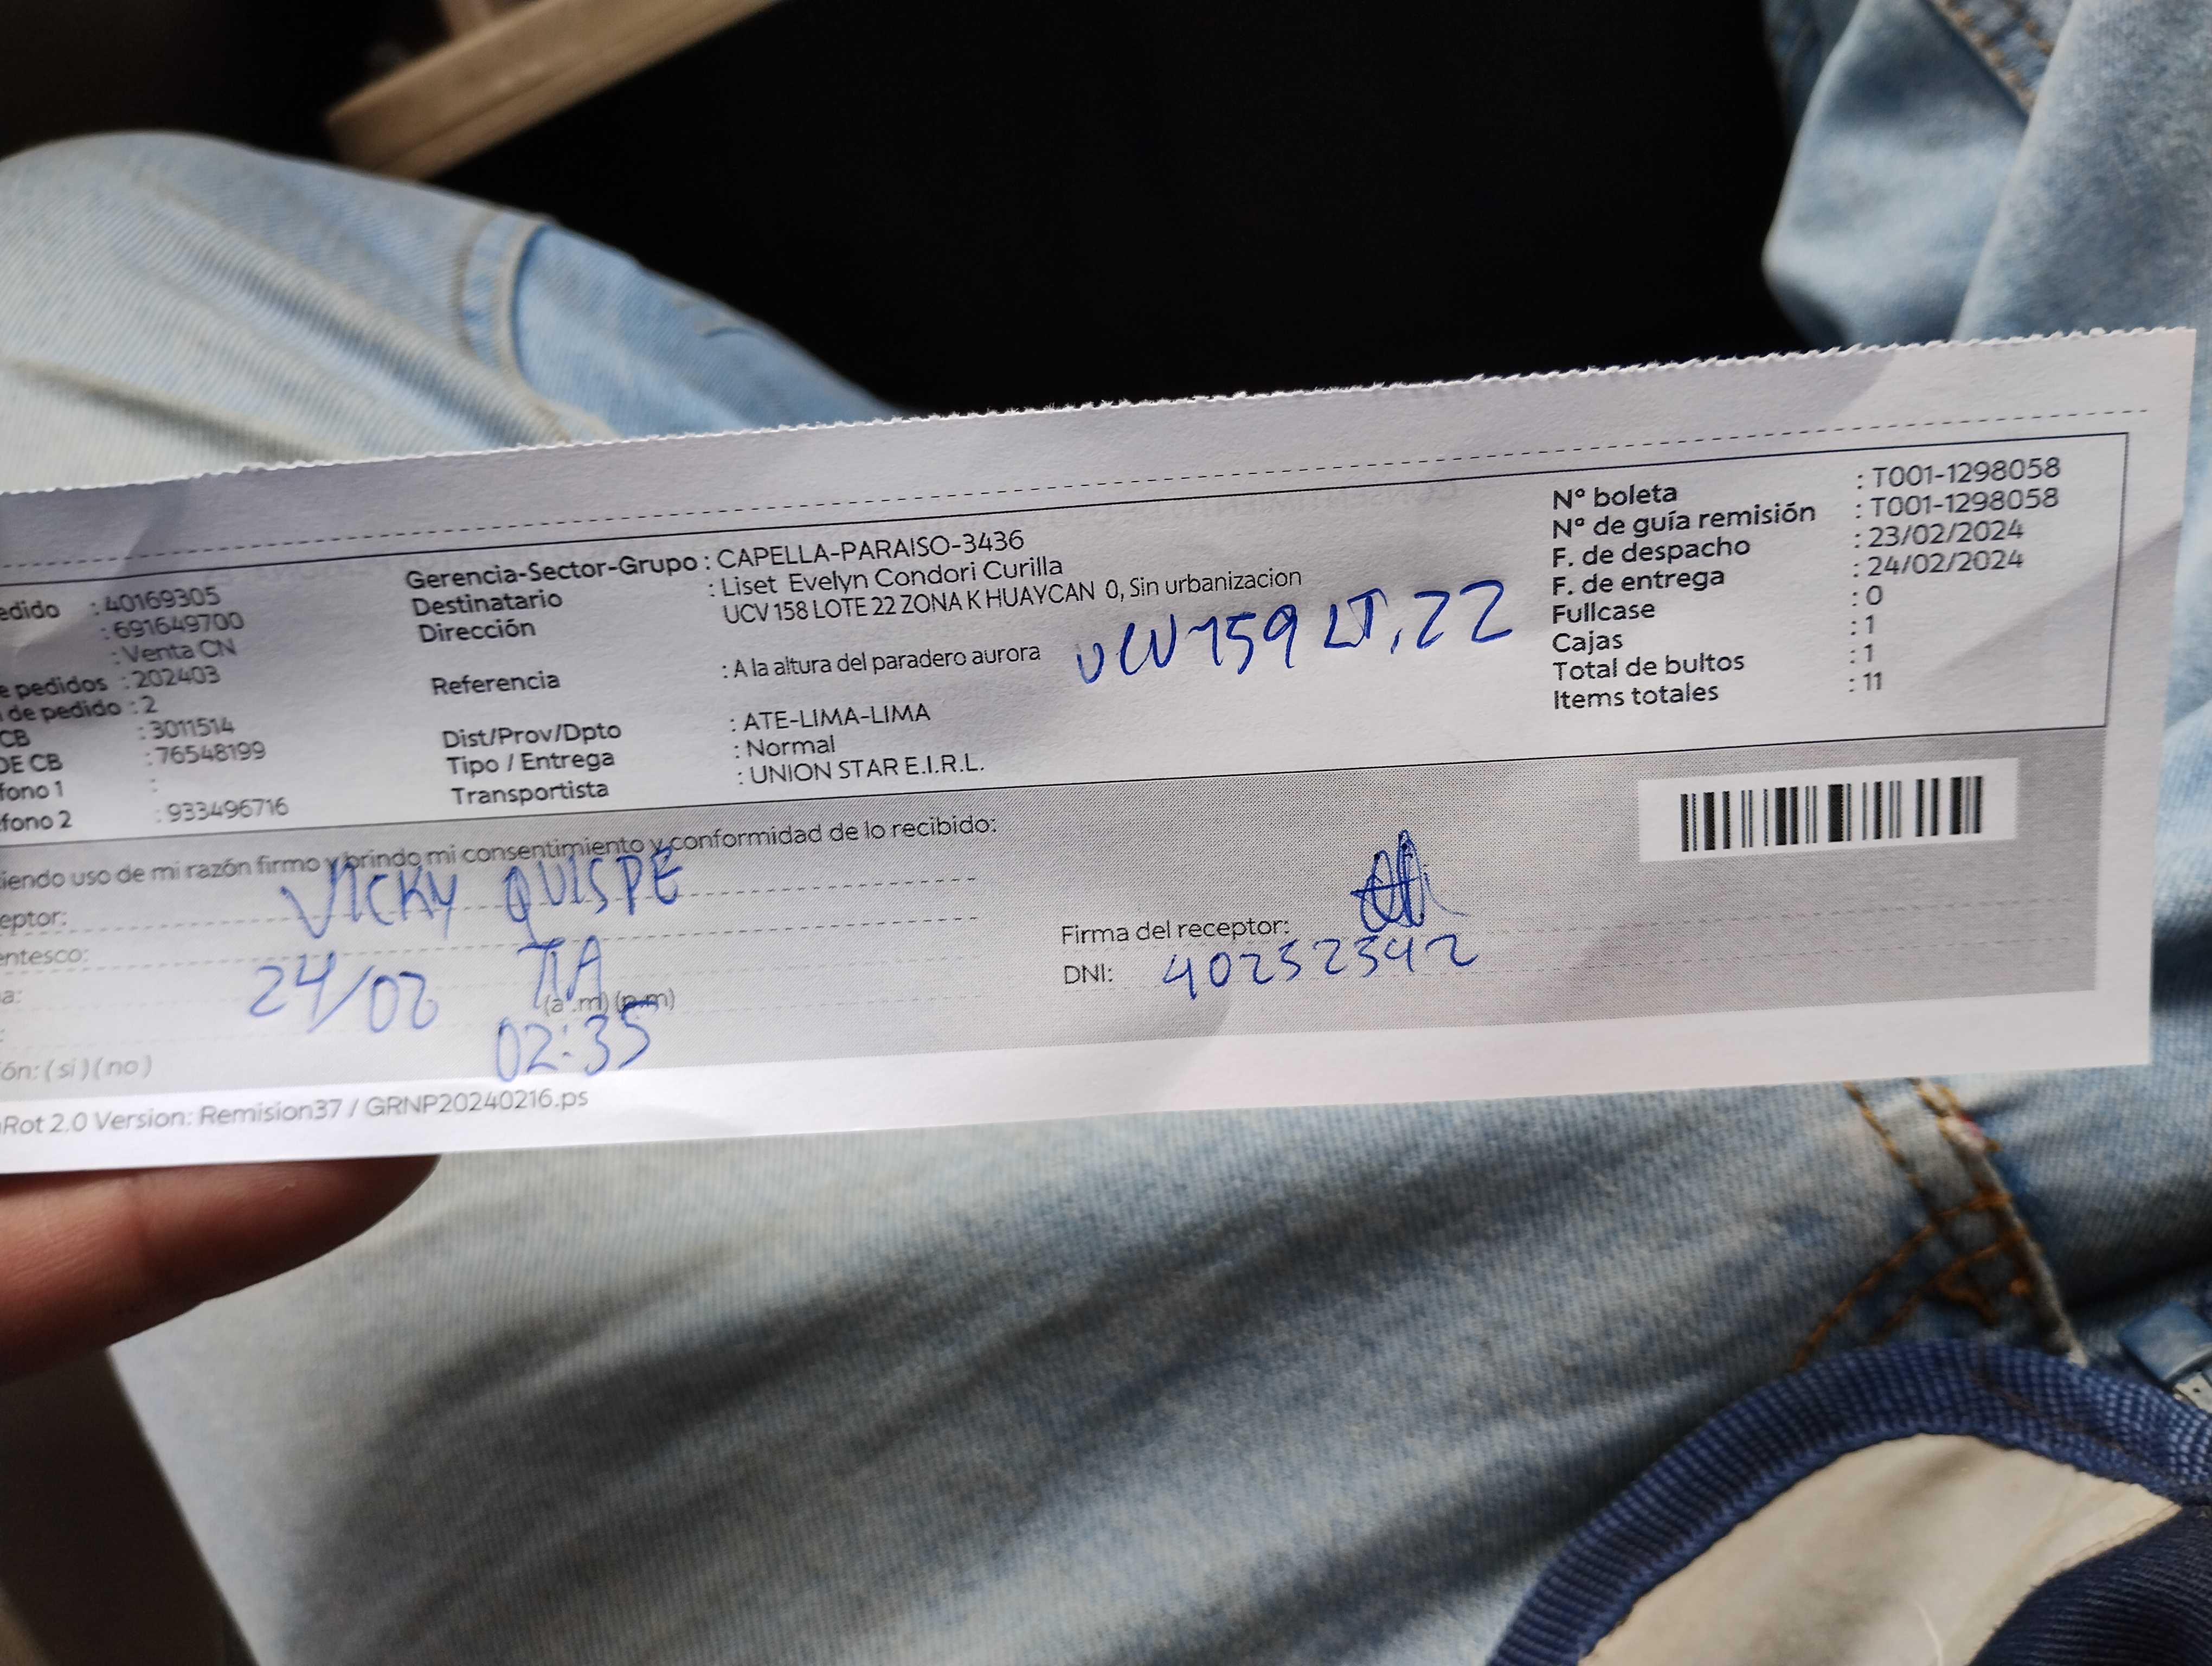 edido : 40169305
: 691649700
: Venta CN
e pedidos : 202403
de pedido : 2
CB : 3011514
DE CB : 76548199
fono 1 :
fono 2 : 933496716
Gerencia-Sector-Grupo : CAPELLA-PARAISO-3436
Destinatario : Liset Evelyn Condori Curilla
Dirección UCV 158 LOTE 22 ZONA K HUAYCAN 0, Sin urbanizacion
UCV 159 LT. 22
Referencia : A la altura del paradero aurora
Dist/Prov/Dpto : ATE-LIMA-LIMA
Tipo / Entrega : Normal
Transportista : UNION STAR E.I.R.L.
N° boleta : T001-1298058
N° de guía remisión : T001-1298058
F. de despacho : 23/02/2024
F. de entrega : 24/02/2024
Fullcase : 0
Cajas : 1
Total de bultos : 1
Items totales : 11
iendo uso de mi razón firmo y brindo mi consentimiento y conformidad de lo recibido:
eptor: VICKY QUISPE
entesco: TIA
a: 24/02
: 02:35 (a .m) (p.m)
ón: ( si ) ( no )
Firma del receptor:
DNI: 40252342
Rot 2.0 Version: Remision37 / GRNP20240216.ps